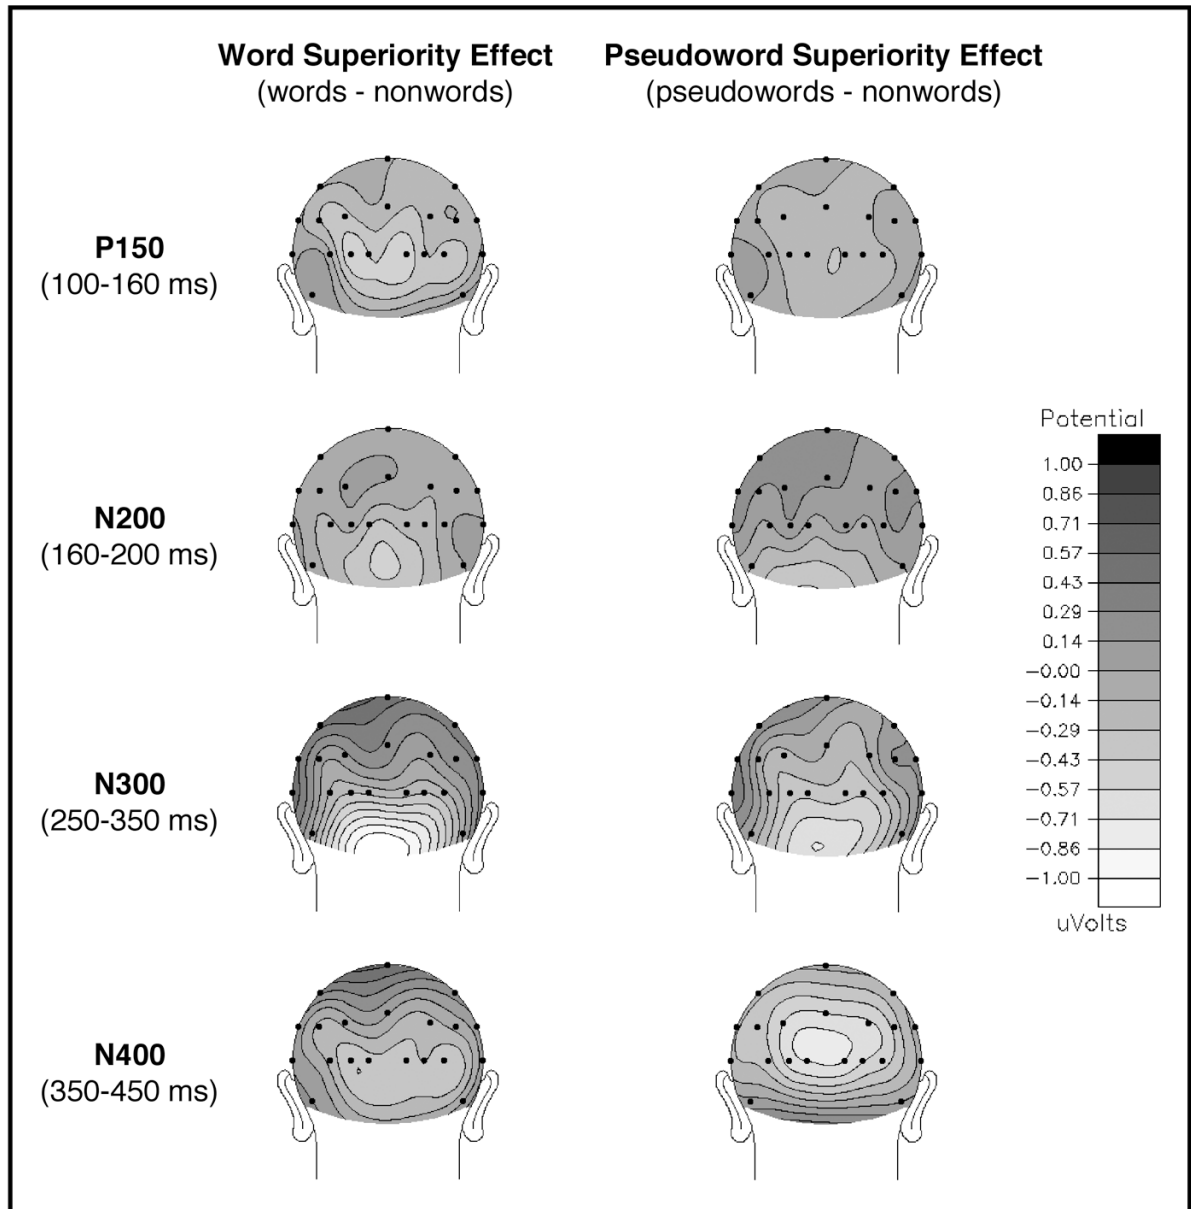 Word Superiority Effect
(words - nonwords)
Pseudoword Superiority Effect
(pseudowords - nonwords)
P150
(100-160 ms)
N200
(160-200 ms)
N300
(250-350 ms)
N400
(350-450 ms)
Potential
1.00
0.86
0.71
0.57
0.43
0.29
0.14
−0.00
−0.14
−0.29
−0.43
−0.57
−0.71
−0.86
−1.00
uVolts